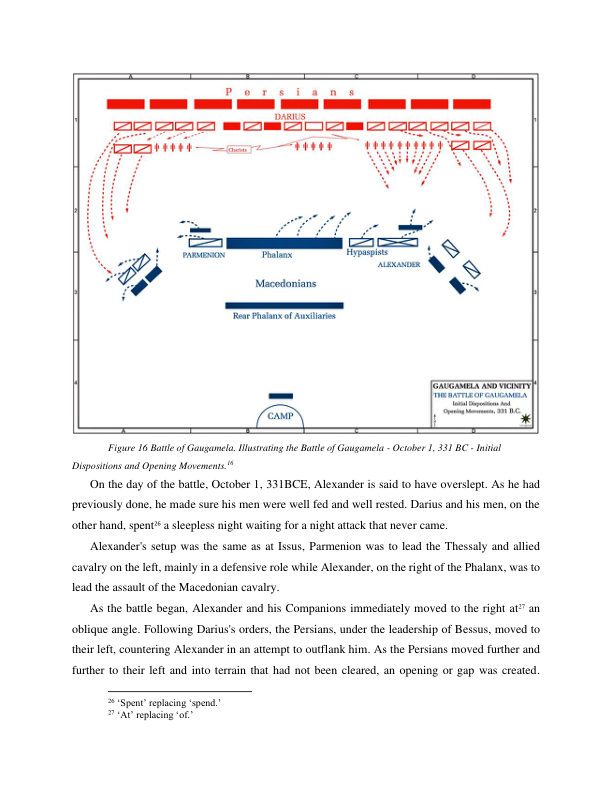 A B C D
P e r s i a n s
1 1
DARIUS
Chariots
2 2
PARMENION Phalanx Hypaspists
ALEXANDER
Macedonians
3 3
Rear Phalanx of Auxiliaries
4 4
GAUGAMELA AND VICINITY
THE BATTLE OF GAUGAMELA
Initial Dispositions And
Opening Movements, 331 B.C.
CAMP
A B C D
Figure 16 Battle of Gaugamela. Illustrating the Battle of Gaugamela - October 1, 331 BC - Initial
Dispositions and Opening Movements.16
On the day of the battle, October 1, 331BCE, Alexander is said to have overslept. As he had
previously done, he made sure his men were well fed and well rested. Darius and his men, on the
other hand, spent26 a sleepless night waiting for a night attack that never came.
Alexander's setup was the same as at Issus, Parmenion was to lead the Thessaly and allied
cavalry on the left, mainly in a defensive role while Alexander, on the right of the Phalanx, was to
lead the assault of the Macedonian cavalry.
As the battle began, Alexander and his Companions immediately moved to the right at27 an
oblique angle. Following Darius's orders, the Persians, under the leadership of Bessus, moved to
their left, countering Alexander in an attempt to outflank him. As the Persians moved further and
further to their left and into terrain that had not been cleared, an opening or gap was created.
26 ‘Spent’ replacing ‘spend.’
27 ‘At’ replacing ‘of.’